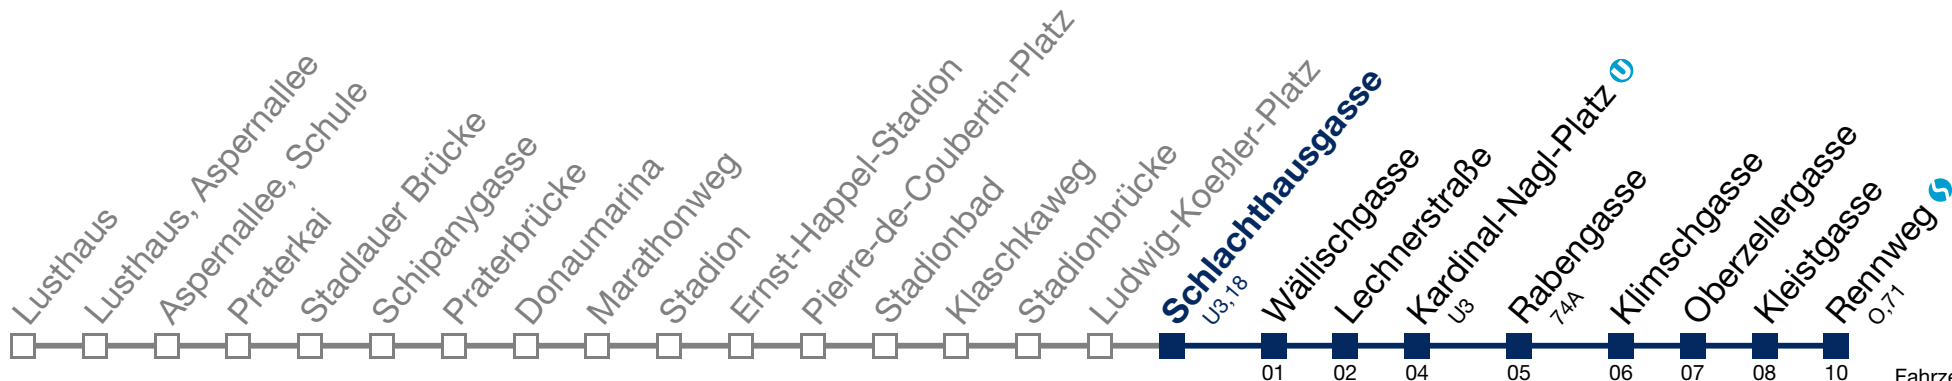 Lusthaus
Lusthaus, Aspernallee
Aspernallee, Schule
Praterkai
Stadlauer Brücke
Schipanygasse
Praterbrücke
Donaumarina
Marathonweg
Stadion
Ernst-Happel-Stadion
Pierre-de-Coubertin-Platz
Stadionbad
Klaschkaweg
Stadionbrücke
Ludwig-Koeßler-Platz
Schlachthausgasse
U3,18
Wällischgasse
Lechnerstraße
Kardinal-Nagl-Platz U
U3
Rabengasse
74A
Klimschgasse
Oberzellergasse
Kleistgasse
Rennweg S
O,71
01 02 04 05 06 07 08 10
Fahrze